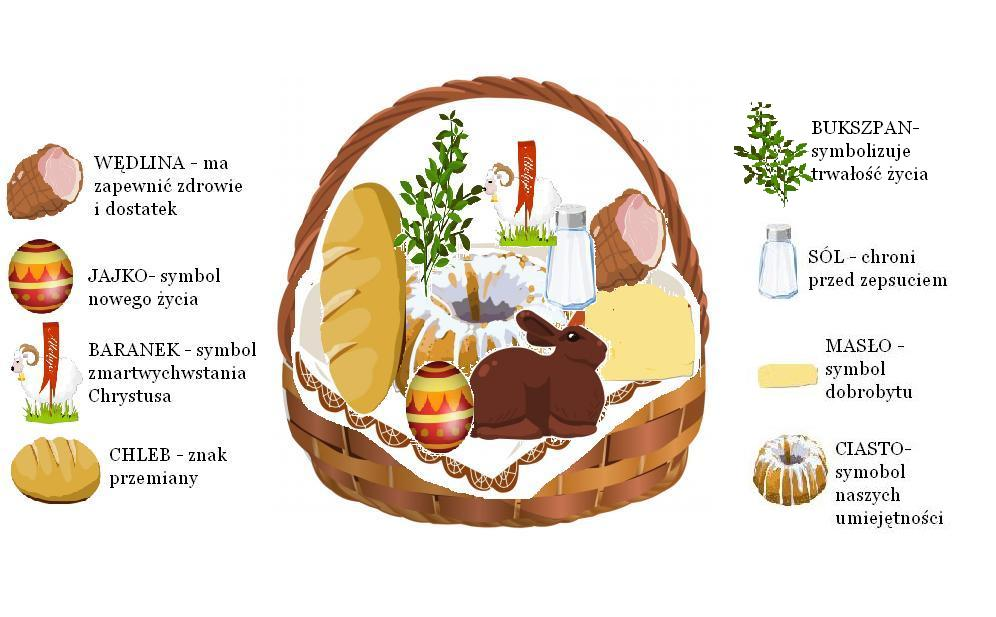 WĘDLINA - ma
zapewnić zdrowie
i dostatek
JAJKO- symbol
nowego życia
BARANEK - symbol
zmartwychwstania
Chrystusa
CHLEB - znak
przemiany
BUKSZPAN-
symbolizuje
trwałość życia
SÓL - chroni
przed zepsuciem
MASŁO -
symbol
dobrobytu
CIASTO-
symobol
naszych
umiejętności